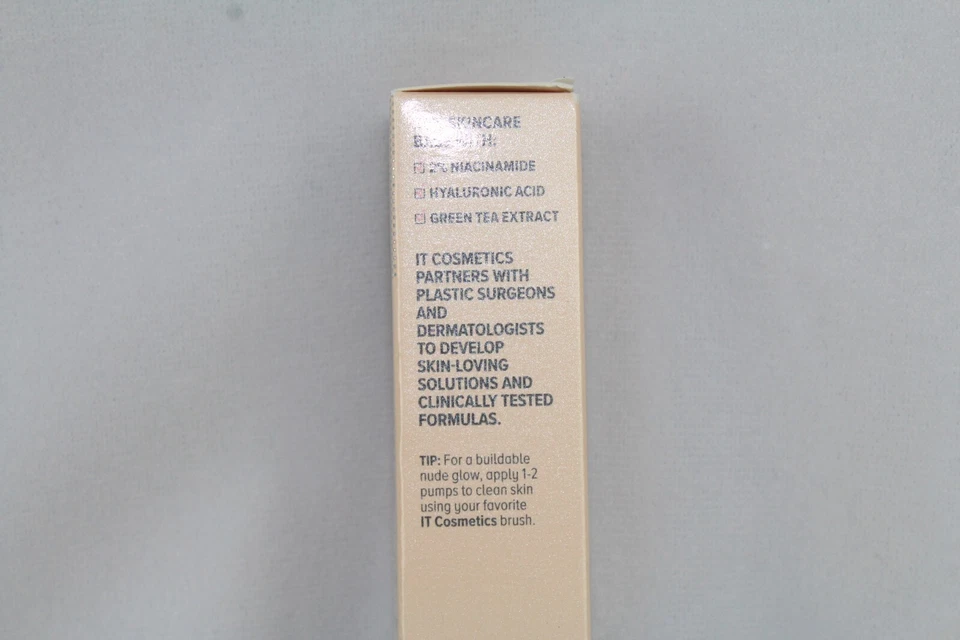 SKINCARE
WITH:
2% NIACINAMIDE
HYALURONIC ACID
GREEN TEA EXTRACT
IT COSMETICS
PARTNERS WITH
PLASTIC SURGEONS
AND
DERMATOLOGISTS
TO DEVELOP
SKIN-LOVING
SOLUTIONS AND
CLINICALLY TESTED
FORMULAS.
TIP: For a buildable
nude glow, apply 1-2
pumps to clean skin
using your favorite
IT Cosmetics brush.